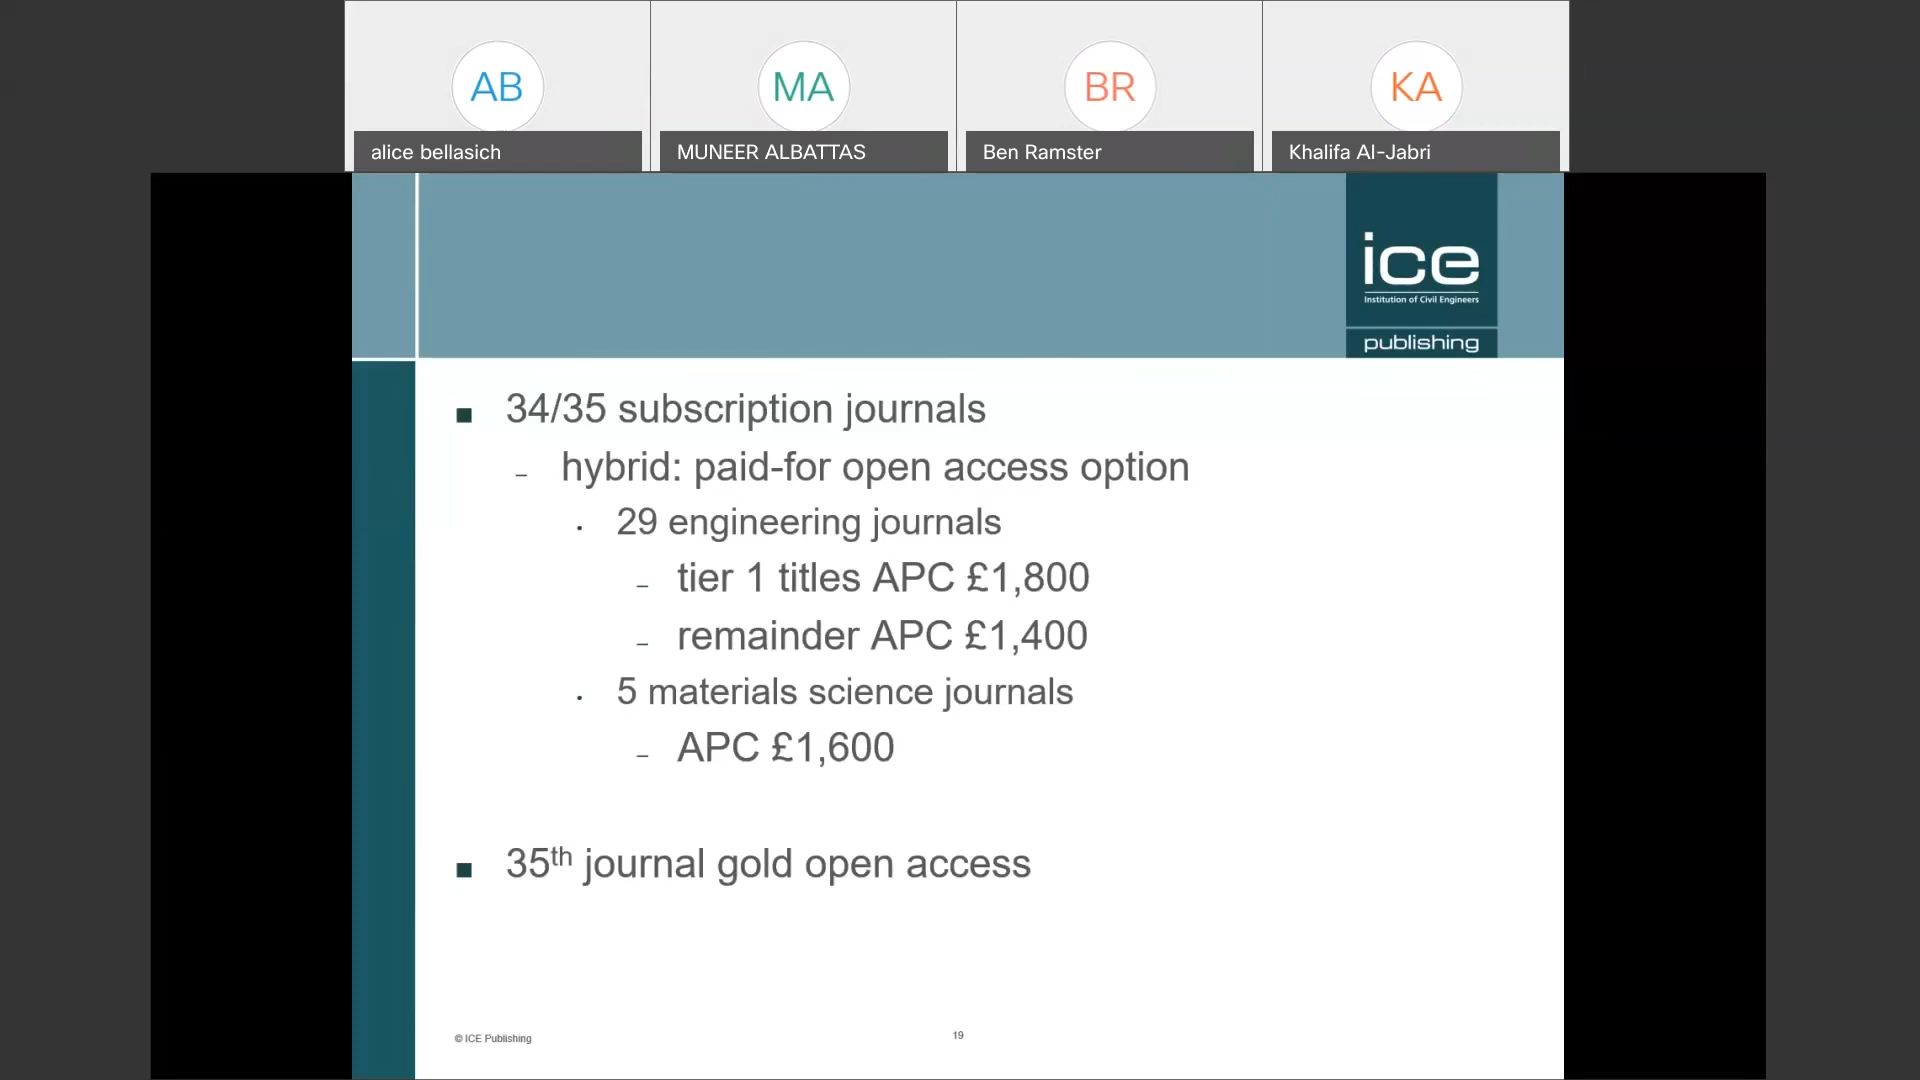 AB
MA
BR
KA
alice bellasich
MUNEER ALBATTAS
Ben Ramster
Khalifa Al-Jabri
ice
Institution of Civil Engineers
publishing
34/35 subscription journals
– hybrid: paid-for open access option
• 29 engineering journals
– tier 1 titles APC £1,800
– remainder APC £1,400
• 5 materials science journals
– APC £1,600
35th journal gold open access
© ICE Publishing
19